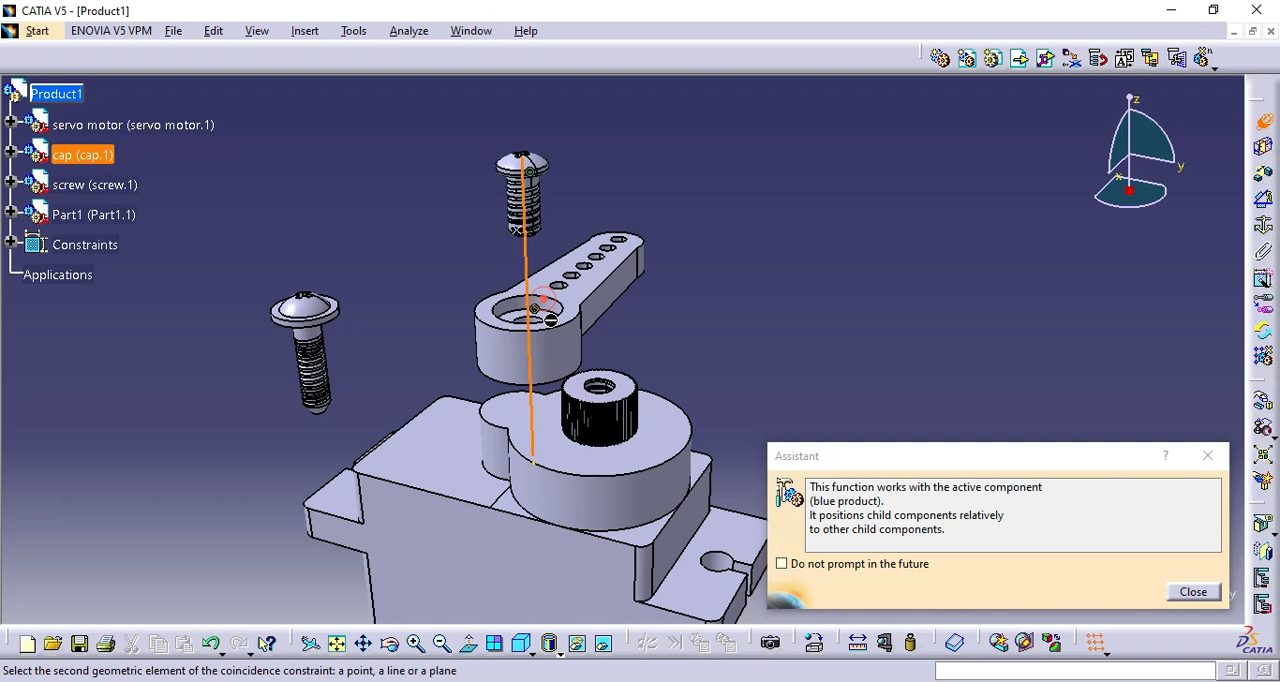 CATIA V5 - [Product1]
Start ENOVIA V5 VPM File Edit View Insert Tools Analyze Window Help
Product1
servo motor (servo motor.1)
cap (cap.1)
screw (screw.1)
Part1 (Part1.1)
Constraints
Applications
z
y
x
Assistant
This function works with the active component
(blue product).
It positions child components relatively
to other child components.
Do not prompt in the future
Close
Select the second geometric element of the coincidence constraint: a point, a line or a plane
CATIA